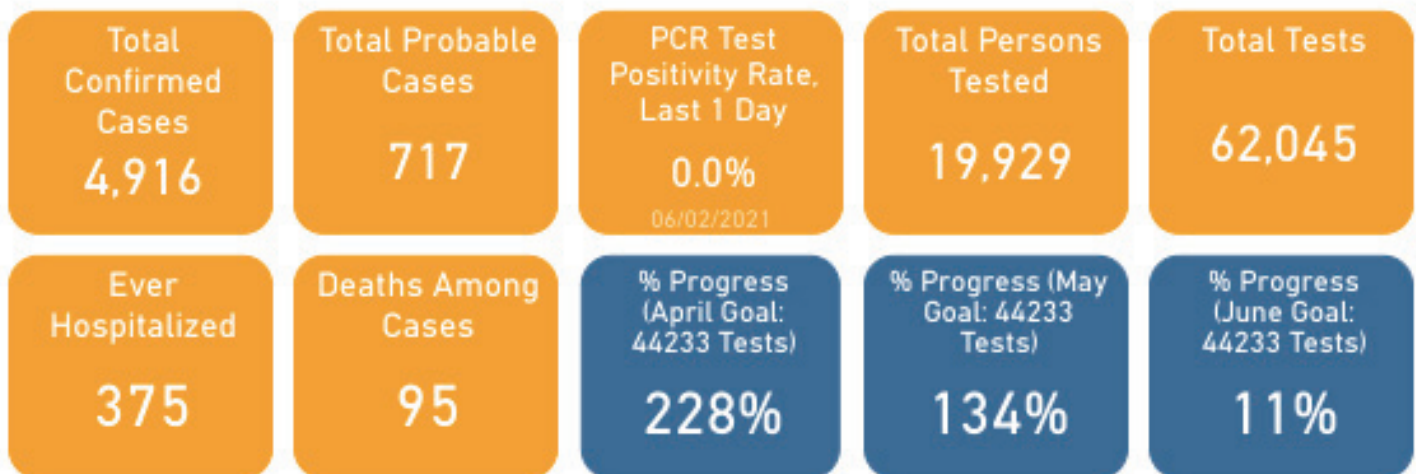 Total
Confirmed
Cases
4,916
Total Probable
Cases
717
PCR Test
Positivity Rate,
Last 1 Day
0.0%
06/02/2021
Total Persons
Tested
19,929
Total Tests
62,045
Ever
Hospitalized
375
Deaths Among
Cases
95
% Progress
(April Goal:
44233 Tests)
228%
% Progress (May
Goal: 44233
Tests)
134%
% Progress
(June Goal:
44233 Tests)
11%